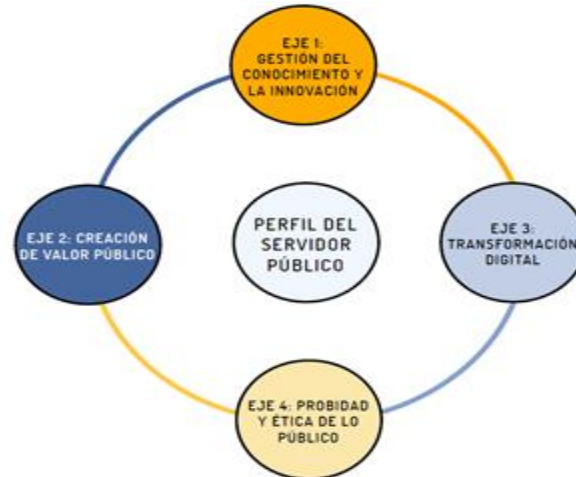 EJE 1:
GESTIÓN DEL
CONOCIMIENTO Y
LA INNOVACIÓN
EJE 2: CREACIÓN
DE VALOR PÚBLICO
PERFIL DEL
SERVIDOR
PÚBLICO
EJE 3:
TRANSFORMACIÓN
DIGITAL
EJE 4: PROBIDAD
Y ÉTICA DE LO
PÚBLICO